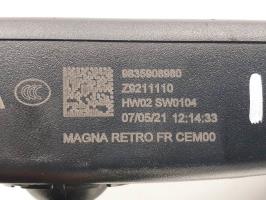 9835908980
Z9211110
HW02 SW0104
07/05/21 12:14:33
MAGNA RETRO FR CEM00